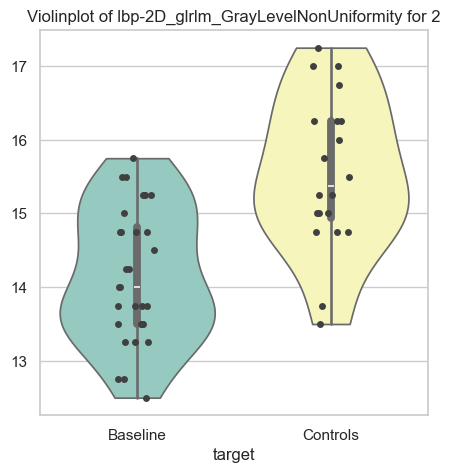 Violinplot of lbp-2D_glrlm_GrayLevelNonUniformity for 2
17
16
15
14
13
Baseline
Controls
target